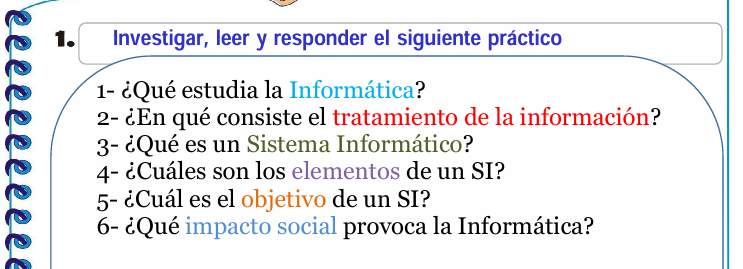 1. Investigar, leer y responder el siguiente práctico
1- ¿Qué estudia la Informática?
2- ¿En qué consiste el tratamiento de la información?
3- ¿Qué es un Sistema Informático?
4- ¿Cuáles son los elementos de un SI?
5- ¿Cuál es el objetivo de un SI?
6- ¿Qué impacto social provoca la Informática?